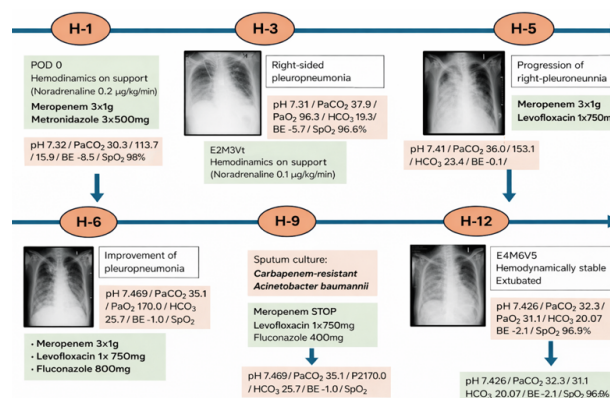 H-1
POD 0
Hemodinamics on support
(Noradrenaline 0.2 µg/kg/min)
Meropenem 3x1g
Metronidazole 3x500mg
pH 7.32 / PaCO2 30.3 / 113.7
/ 15.9 / BE -8.5 / SpO2 98%
H-3
Right-sided
pleuropneumonia
pH 7.31 / PaCO2 37.9 /
PaO2 96.3 / HCO3 19.3/
BE -5.7 / SpO2 96.6%
E2M3Vt
Hemodinamics on support
(Noradrenaline 0.1 µg/kg/min)
H-5
Progression of
right-pluroneunnia
Meropenem 3x1g
Levofloxacin 1x750m
pH 7.41 / PaCO2 36.0 / 153.1
/ HCO3 23.4 / BE -0.1/
H-6
Improvement of
pleuropneumonia
pH 7.469 / PaCO2 35.1
/ PaO2 170.0 / HCO3
25.7 / BE -1.0 / SpO2
• Meropenem 3x1g
• Levofloxacin 1x 750mg
• Fluconazole 800mg
H-9
Sputum culture:
Carbapenem-resistant
Acinetobacter baumannii
Meropenem STOP
Levofloxacin 1x750mg
Fluconazole 400mg
pH 7.469 / PaCO2 35.1 / P2170.0
/ HCO3 25.7 / BE -1.0 / SpO2
H-12
E4M6V5
Hemodynamically stable
Extubated
pH 7.426 / PaCO2 32.3/
PaO2 31.1 / HCO3 20.07
BE -2.1 / SpO2 96.9%
pH 7.426 / PaCO2 32.3 / 31.1
HCO3 20.07 / BE -2.1 / SpO2